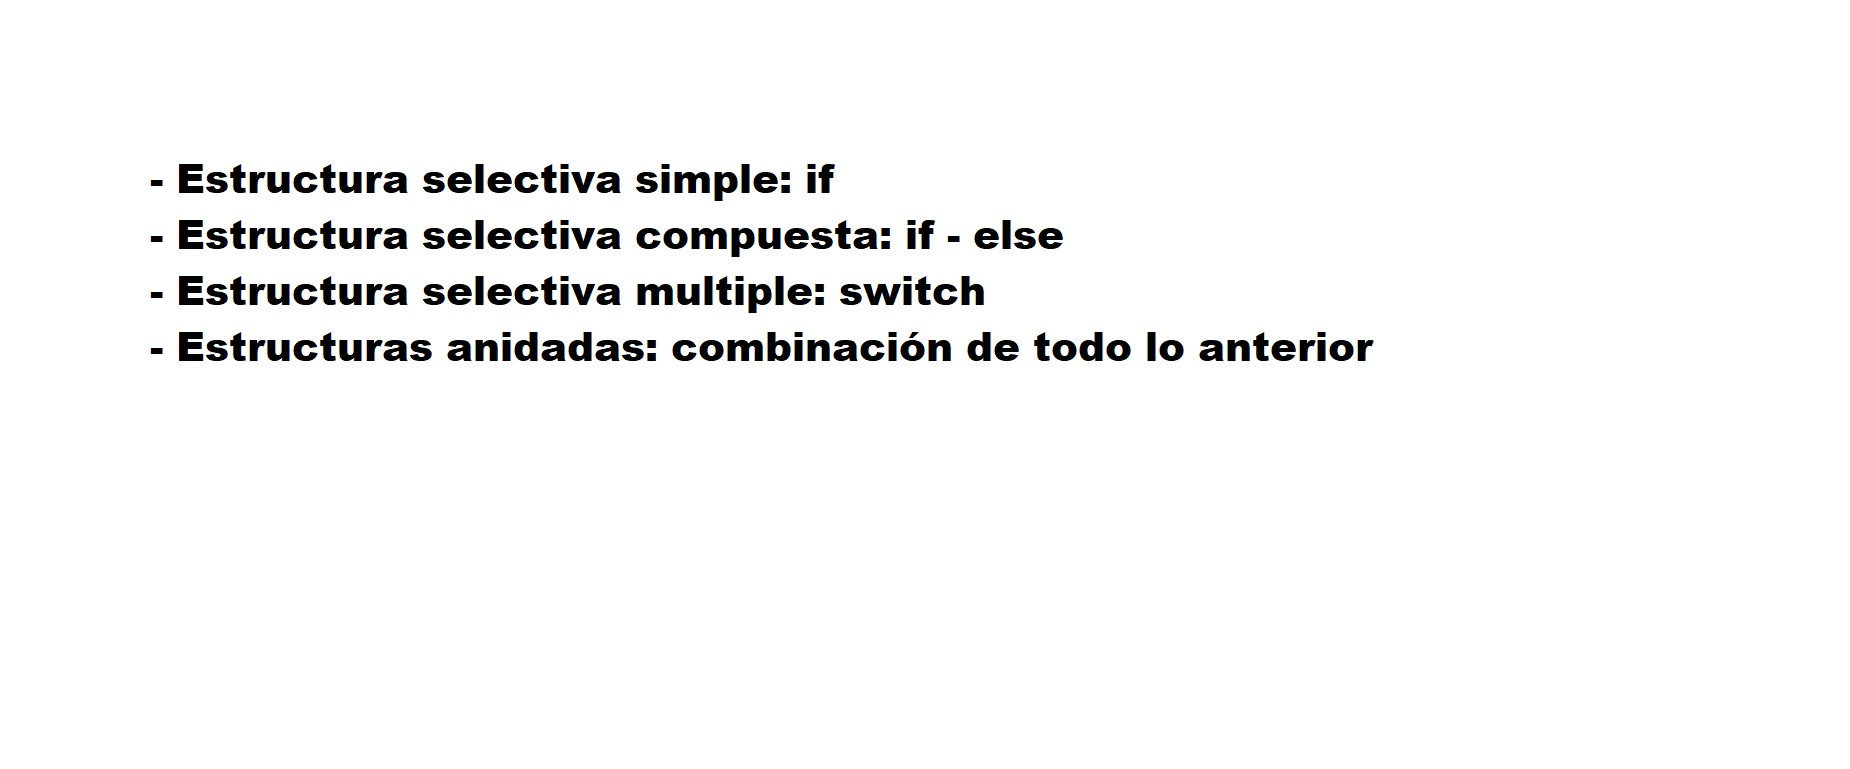 - Estructura selectiva simple: if
- Estructura selectiva compuesta: if - else
- Estructura selectiva multiple: switch
- Estructuras anidadas: combinación de todo lo anterior